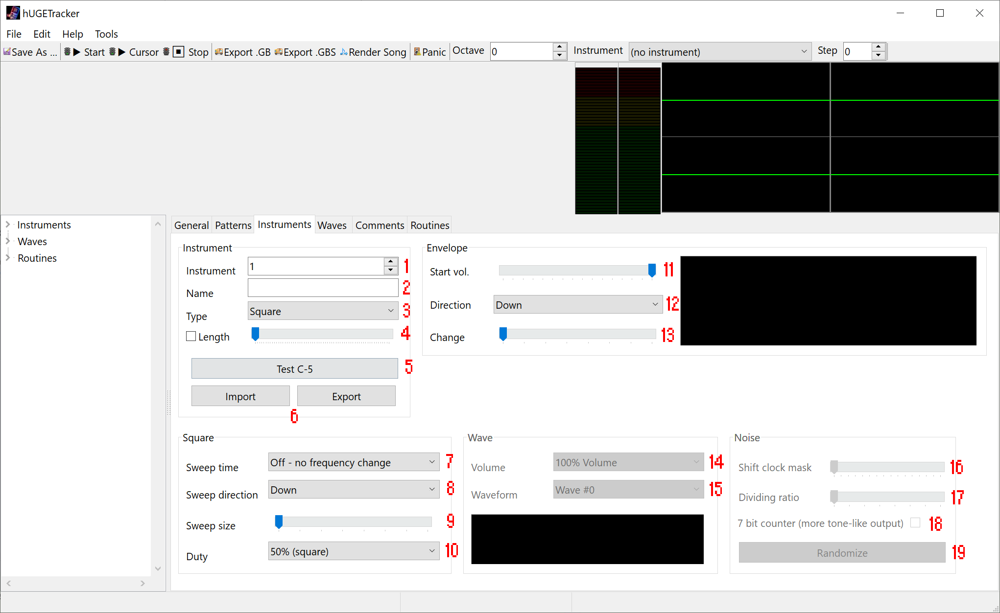 hUGETracker
File Edit Help Tools
Save As ... Start Cursor Stop Export .GB Export .GBS Render Song Panic Octave 0 Instrument (no instrument) Step 0
Instruments
Waves
Routines
General Patterns Instruments Waves Comments Routines
Instrument
Instrument 1 1
Name 2
Type Square 3
Length 4
Test C-5 5
Import Export
6
Envelope
Start vol. 11
Direction Down 12
Change 13
Square
Sweep time Off - no frequency change 7
Sweep direction Down 8
Sweep size 9
Duty 50% (square) 10
Wave
Volume 100% Volume 14
Waveform Wave #0 15
Noise
Shift clock mask 16
Dividing ratio 17
7 bit counter (more tone-like output) 18
Randomize 19